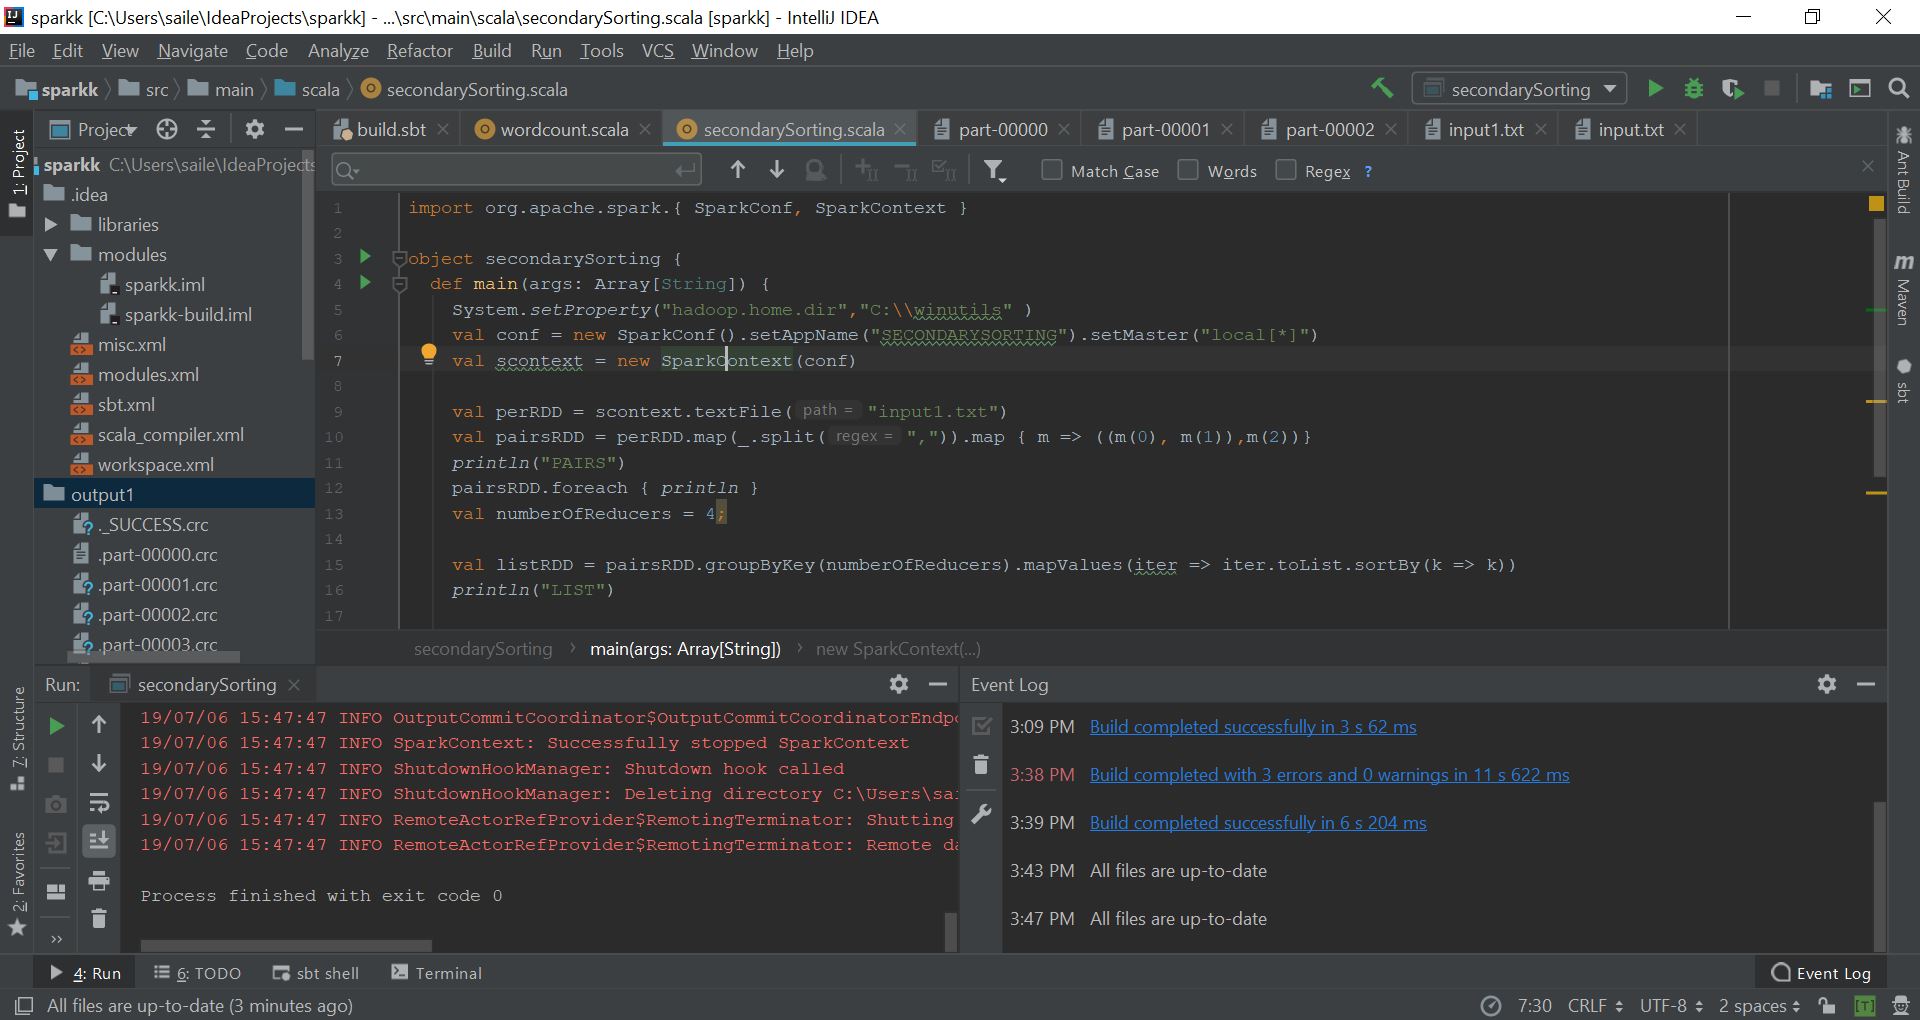 sparkk [C:\Users\saile\IdeaProjects\sparkk] - ...\src\main\scala\secondarySorting.scala [sparkk] - IntelliJ IDEA
File Edit View Navigate Code Analyze Refactor Build Run Tools VCS Window Help
sparkk src main scala secondarySorting.scala secondarySorting
1: Project
7: Structure
2: Favorites
Project
sparkk C:\Users\saile\IdeaProjects
.idea
libraries
modules
sparkk.iml
sparkk-build.iml
misc.xml
modules.xml
sbt.xml
scala_compiler.xml
workspace.xml
output1
._SUCCESS.crc
.part-00000.crc
.part-00001.crc
.part-00002.crc
.part-00003.crc
build.sbt wordcount.scala secondarySorting.scala part-00000 part-00001 part-00002 input1.txt input.txt
Match Case Words Regex ?
1 import org.apache.spark.{ SparkConf, SparkContext }
2
3 object secondarySorting {
4 def main(args: Array[String]) {
5 System.setProperty("hadoop.home.dir","C:\\winutils" )
6 val conf = new SparkConf().setAppName("SECONDARYSORTING").setMaster("local[*]")
7 val scontext = new SparkContext(conf)
8
9 val perRDD = scontext.textFile( path = "input1.txt")
10 val pairsRDD = perRDD.map(_.split( regex = ",")).map { m => ((m(0), m(1)),m(2))}
11 println("PAIRS")
12 pairsRDD.foreach { println }
13 val numberOfReducers = 4;
14
15 val listRDD = pairsRDD.groupByKey(numberOfReducers).mapValues(iter => iter.toList.sortBy(k => k))
16 println("LIST")
17
secondarySorting › main(args: Array[String]) › new SparkContext(...)
Ant Build
m Maven
sbt
Run: secondarySorting
19/07/06 15:47:47 INFO OutputCommitCoordinator$OutputCommitCoordinatorEndp
19/07/06 15:47:47 INFO SparkContext: Successfully stopped SparkContext
19/07/06 15:47:47 INFO ShutdownHookManager: Shutdown hook called
19/07/06 15:47:47 INFO ShutdownHookManager: Deleting directory C:\Users\sai
19/07/06 15:47:47 INFO RemoteActorRefProvider$RemotingTerminator: Shutting
19/07/06 15:47:47 INFO RemoteActorRefProvider$RemotingTerminator: Remote da
Process finished with exit code 0
Event Log
3:09 PM Build completed successfully in 3 s 62 ms
3:38 PM Build completed with 3 errors and 0 warnings in 11 s 622 ms
3:39 PM Build completed successfully in 6 s 204 ms
3:43 PM All files are up-to-date
3:47 PM All files are up-to-date
4: Run 6: TODO sbt shell Terminal Event Log
All files are up-to-date (3 minutes ago) 7:30 CRLF UTF-8 2 spaces [T]